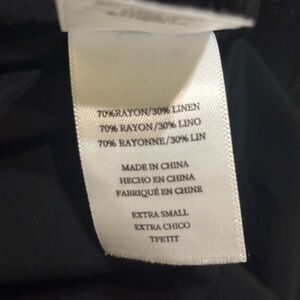 70%RAYON/30% LINEN
70% RAYON/30% LINO
70% RAYONNE/30% LIN
MADE IN CHINA
HECHO EN CHINA
FABRIQUÉ EN CHINE
EXTRA SMALL
EXTRA CHICO
TPETIT